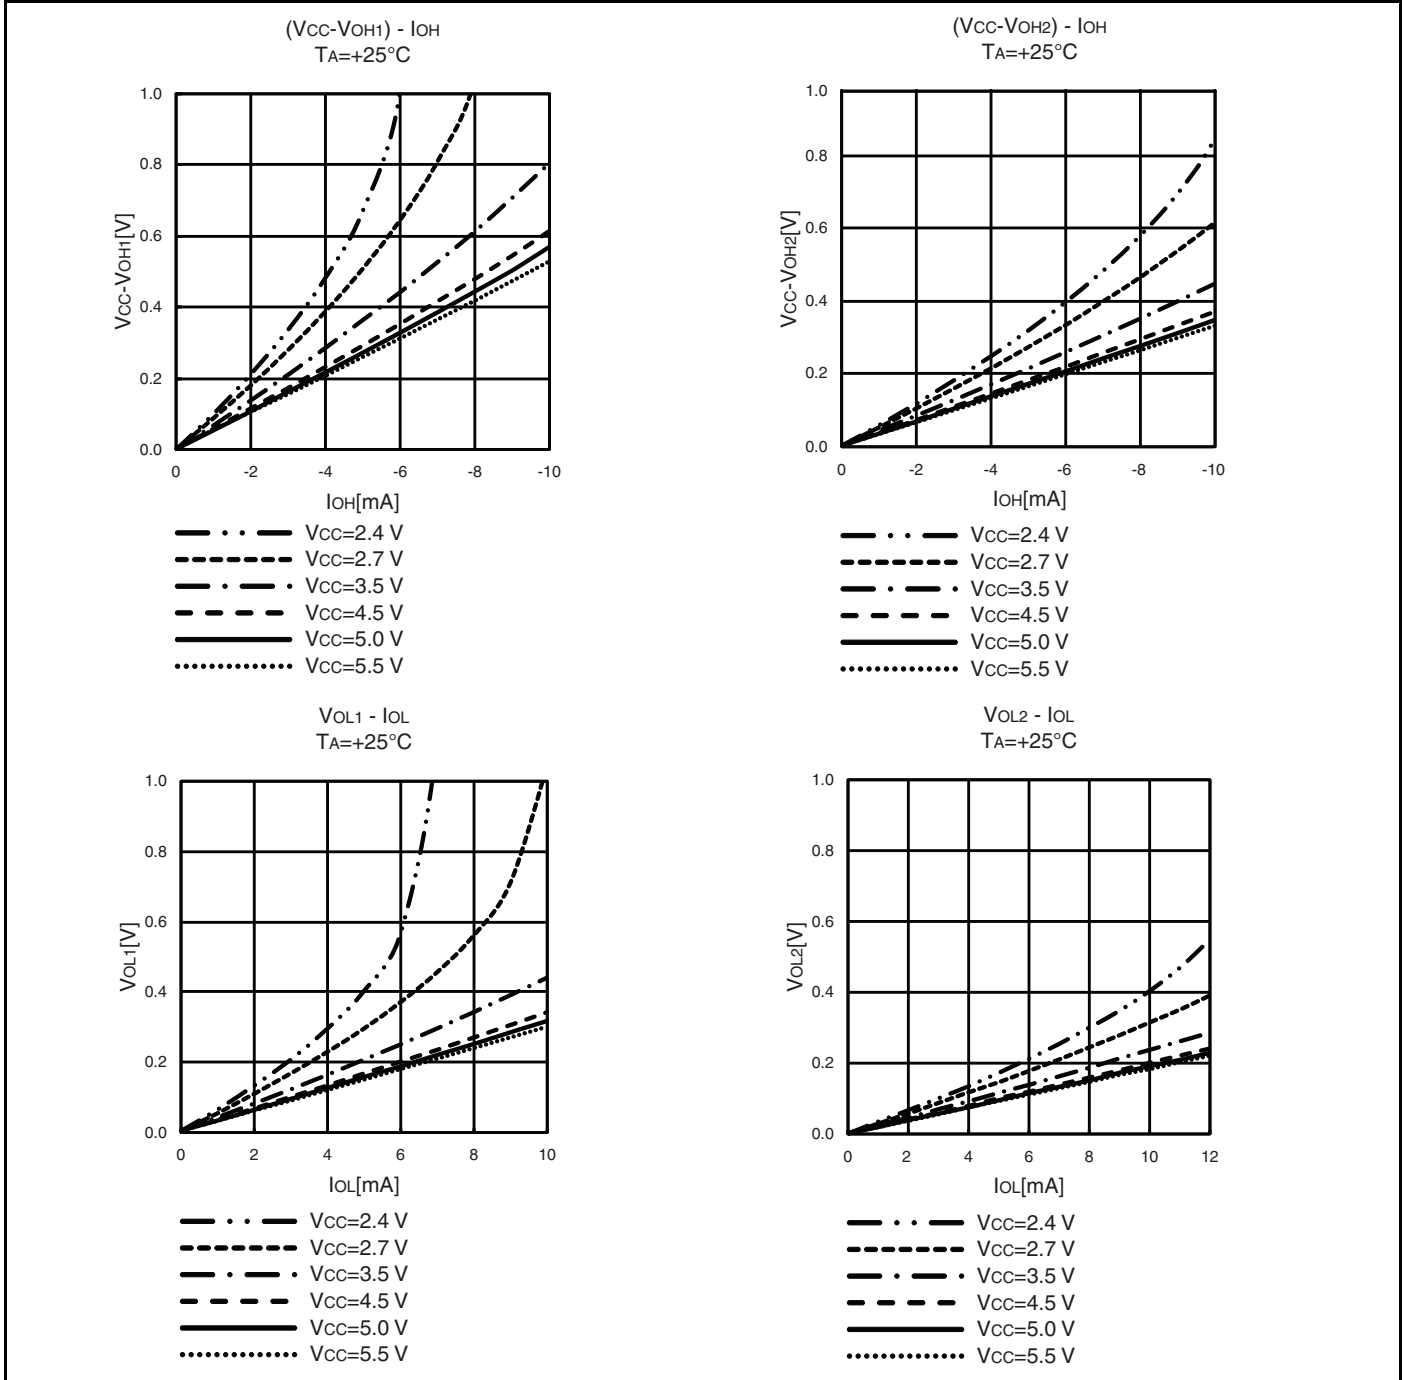 (VCC-VOH1) - IOH
TA=+25°C
1.0
0.8
0.6
0.4
0.2
0.0
VCC-VOH1[V]
0 -2 -4 -6 -8 -10
IOH[mA]
VCC=2.4 V
VCC=2.7 V
VCC=3.5 V
VCC=4.5 V
VCC=5.0 V
VCC=5.5 V
(VCC-VOH2) - IOH
TA=+25°C
1.0
0.8
0.6
0.4
0.2
0.0
VCC-VOH2[V]
0 -2 -4 -6 -8 -10
IOH[mA]
VCC=2.4 V
VCC=2.7 V
VCC=3.5 V
VCC=4.5 V
VCC=5.0 V
VCC=5.5 V
VOL1 - IOL
TA=+25°C
1.0
0.8
0.6
0.4
0.2
0.0
VOL1[V]
0 2 4 6 8 10
IOL[mA]
VCC=2.4 V
VCC=2.7 V
VCC=3.5 V
VCC=4.5 V
VCC=5.0 V
VCC=5.5 V
VOL2 - IOL
TA=+25°C
1.0
0.8
0.6
0.4
0.2
0.0
VOL2[V]
0 2 4 6 8 10 12
IOL[mA]
VCC=2.4 V
VCC=2.7 V
VCC=3.5 V
VCC=4.5 V
VCC=5.0 V
VCC=5.5 V